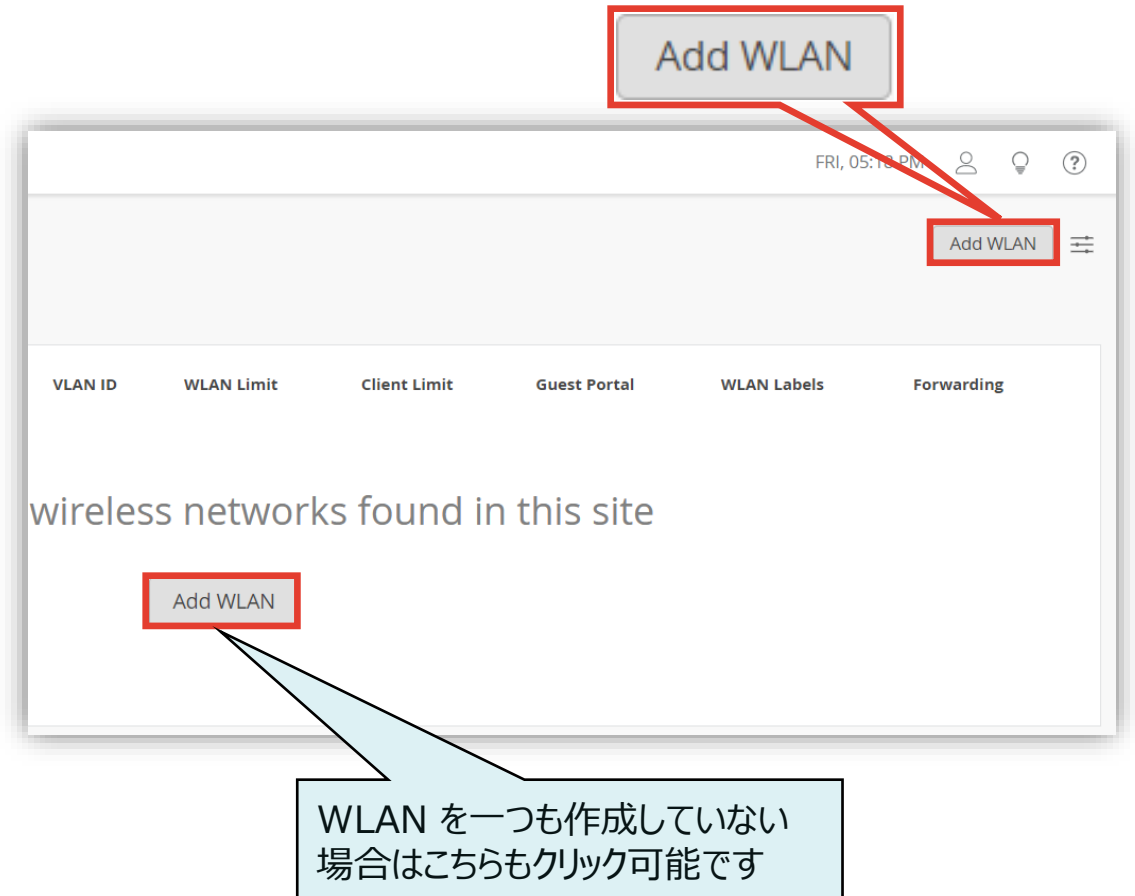 Add WLAN
FRI, 05:18 PM
Add WLAN
VLAN ID WLAN Limit Client Limit Guest Portal WLAN Labels Forwarding
wireless networks found in this site
Add WLAN
WLAN を一つも作成していない
場合はこちらもクリック可能です